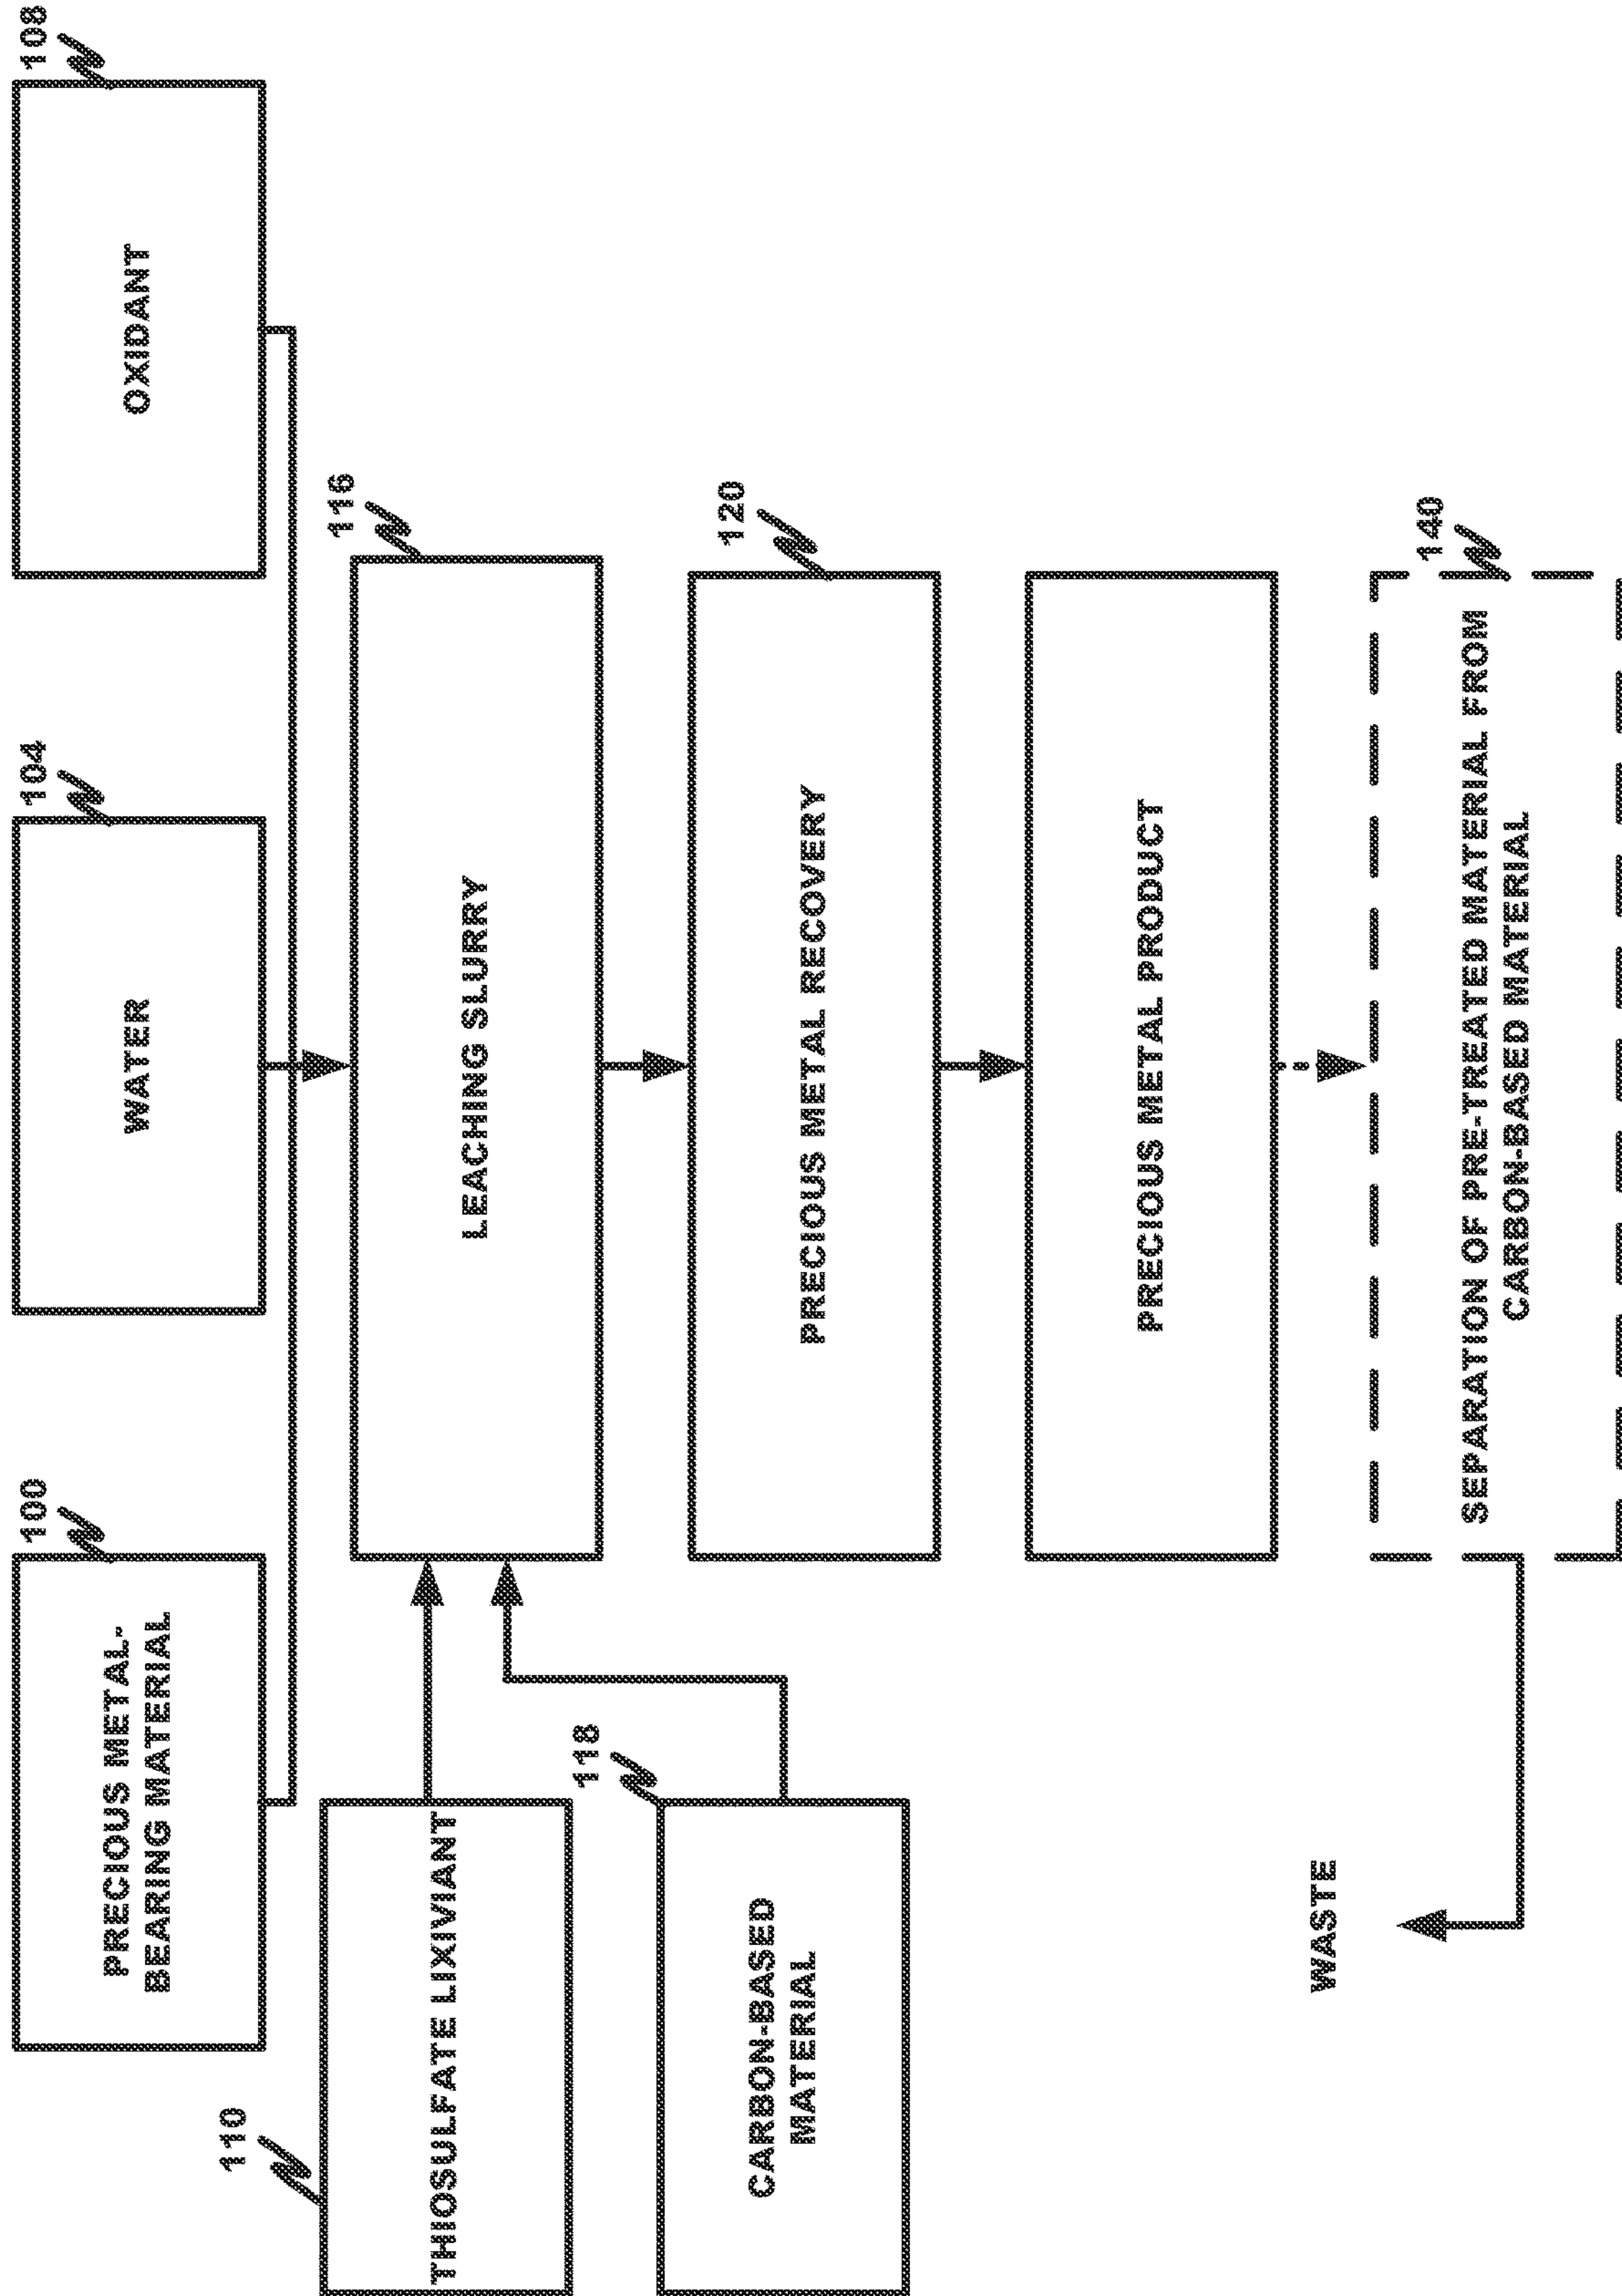 100
PRECIOUS METAL-
BEARING MATERIAL
104
WATER
108
OXIDANT
110
THIOSULFATE LIXIVIANT
116
LEACHING SLURRY
118
CARBON-BASED
MATERIAL
120
PRECIOUS METAL RECOVERY
PRECIOUS METAL PRODUCT
WASTE
140
SEPARATION OF PRE-TREATED MATERIAL FROM
CARBON-BASED MATERIAL